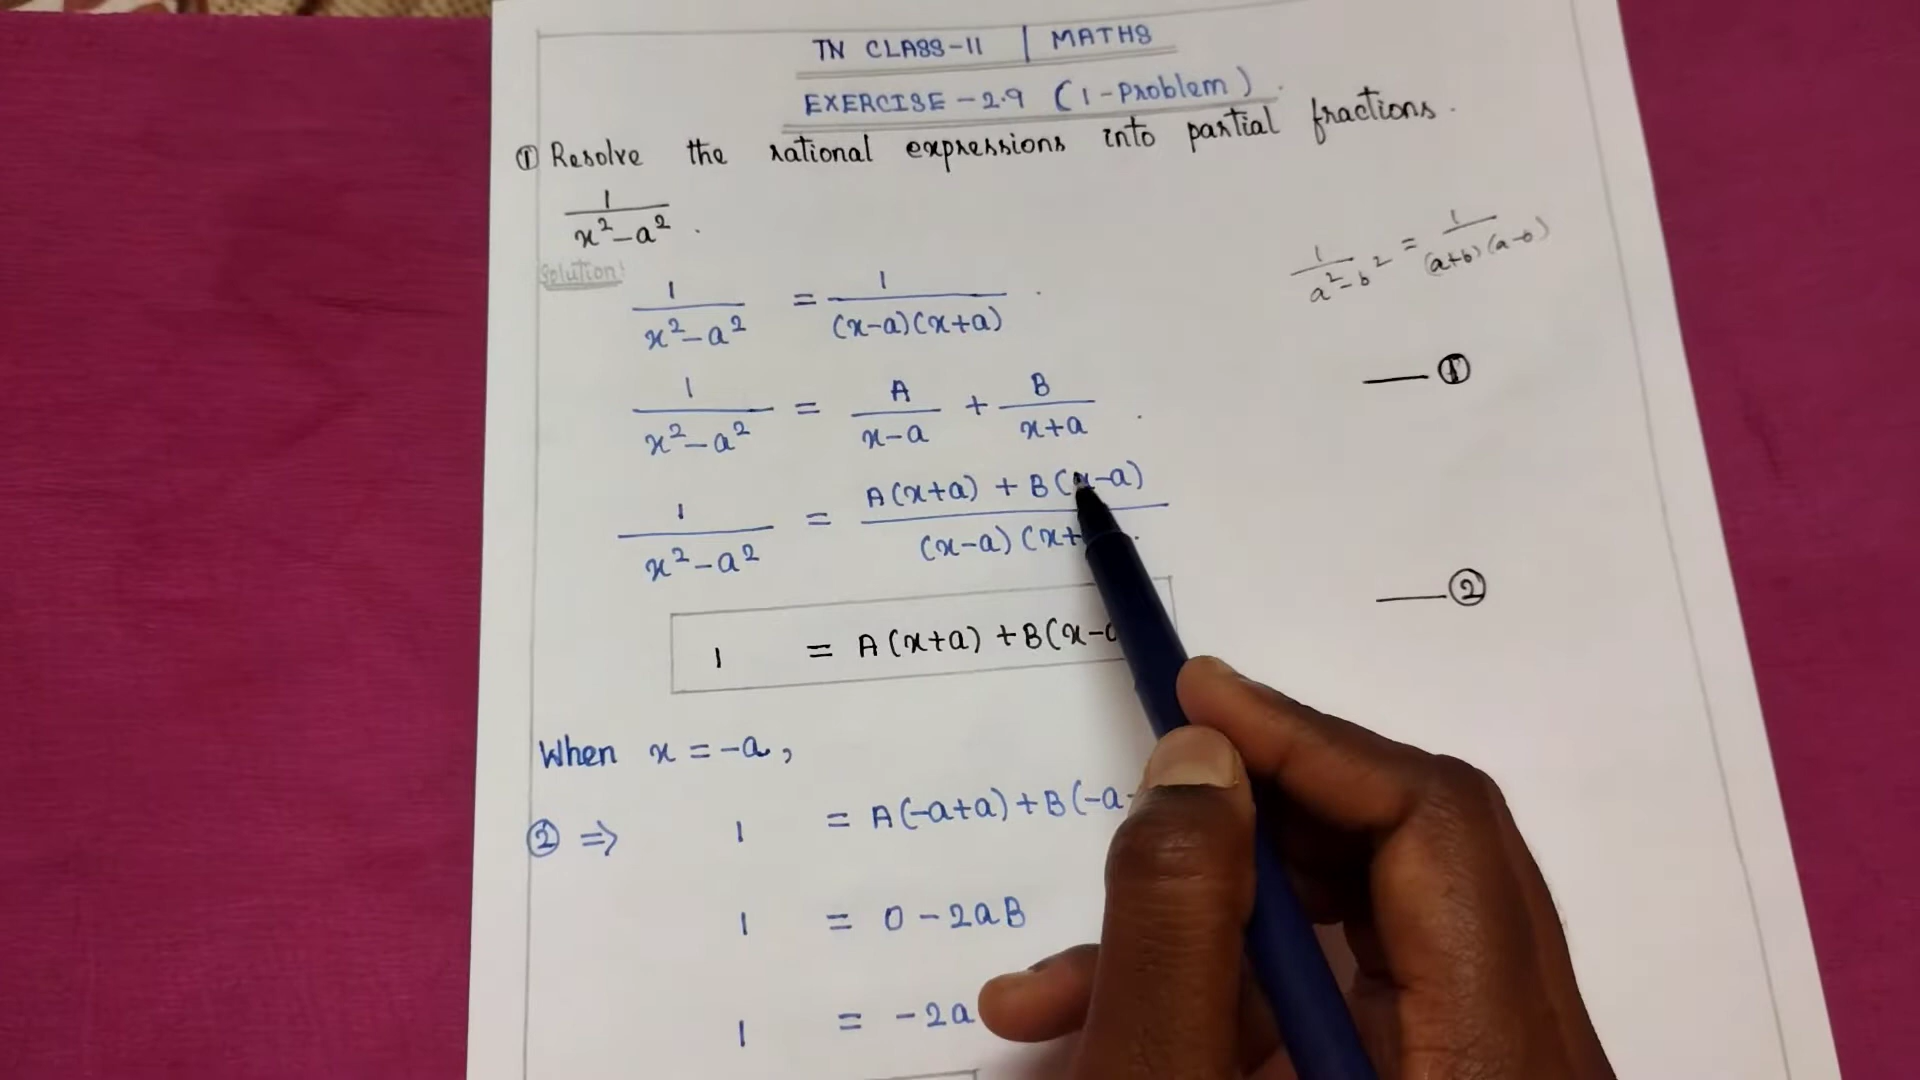 TN CLASS-11 | MATHS
EXERCISE - 2.9 (1-Problem).
① Resolve the rational expressions into partial fractions.
1/(x²-a²).
Solution:
1/(x²-a²) = 1/((x-a)(x+a)).
1/(a²-b²) = 1/((a+b)(a-b))
1/(x²-a²) = A/(x-a) + B/(x+a). —— ①
1/(x²-a²) = (A(x+a) + B(x-a))/((x-a)(x+
1 = A(x+a) + B(x- —— ②
When x = -a,
② ⇒ 1 = A(-a+a) + B(-a-
1 = 0 - 2aB
1 = -2a